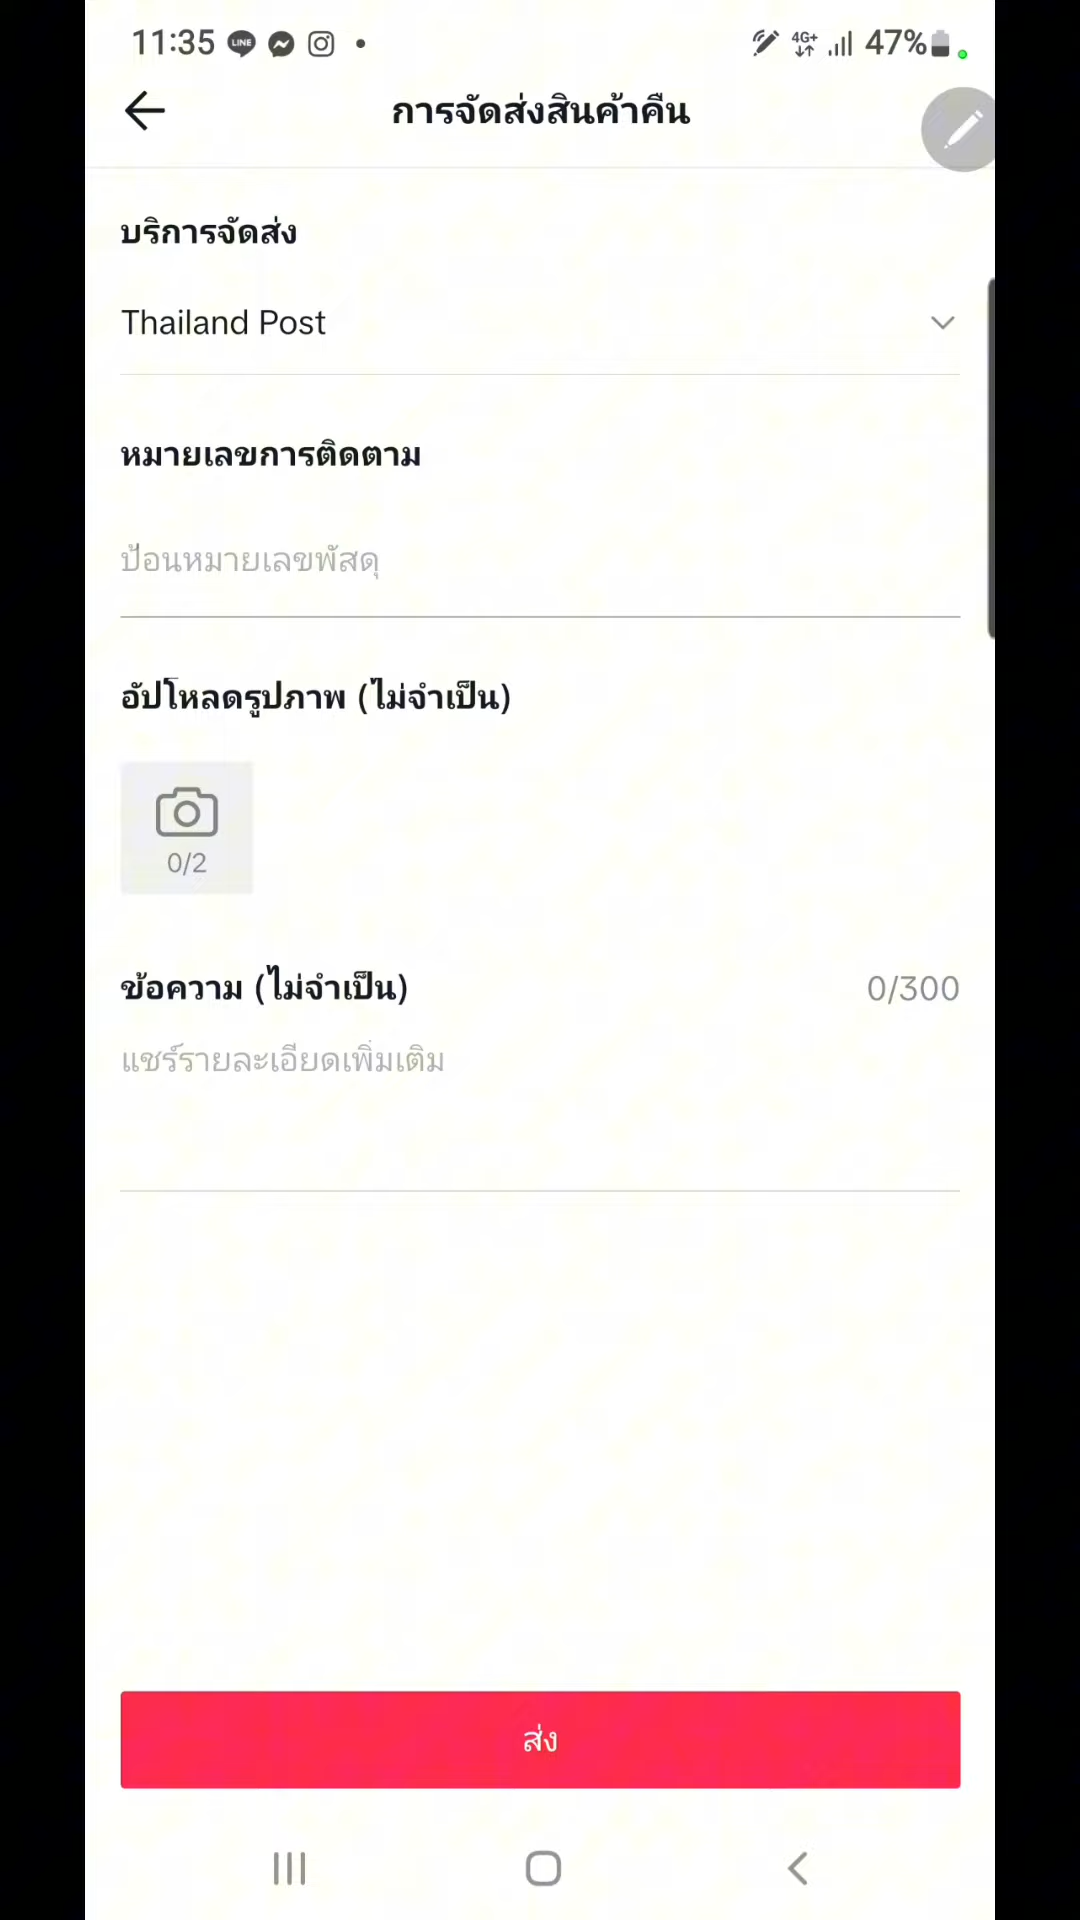 11:35 LINE 4G+ 47%
การจัดส่งสินค้าคืน
บริการจัดส่ง
Thailand Post
หมายเลขการติดตาม
ป้อนหมายเลขพัสดุ
อัปโหลดรูปภาพ (ไม่จำเป็น)
0/2
ข้อความ (ไม่จำเป็น) 0/300
แชร์รายละเอียดเพิ่มเติม
ส่ง